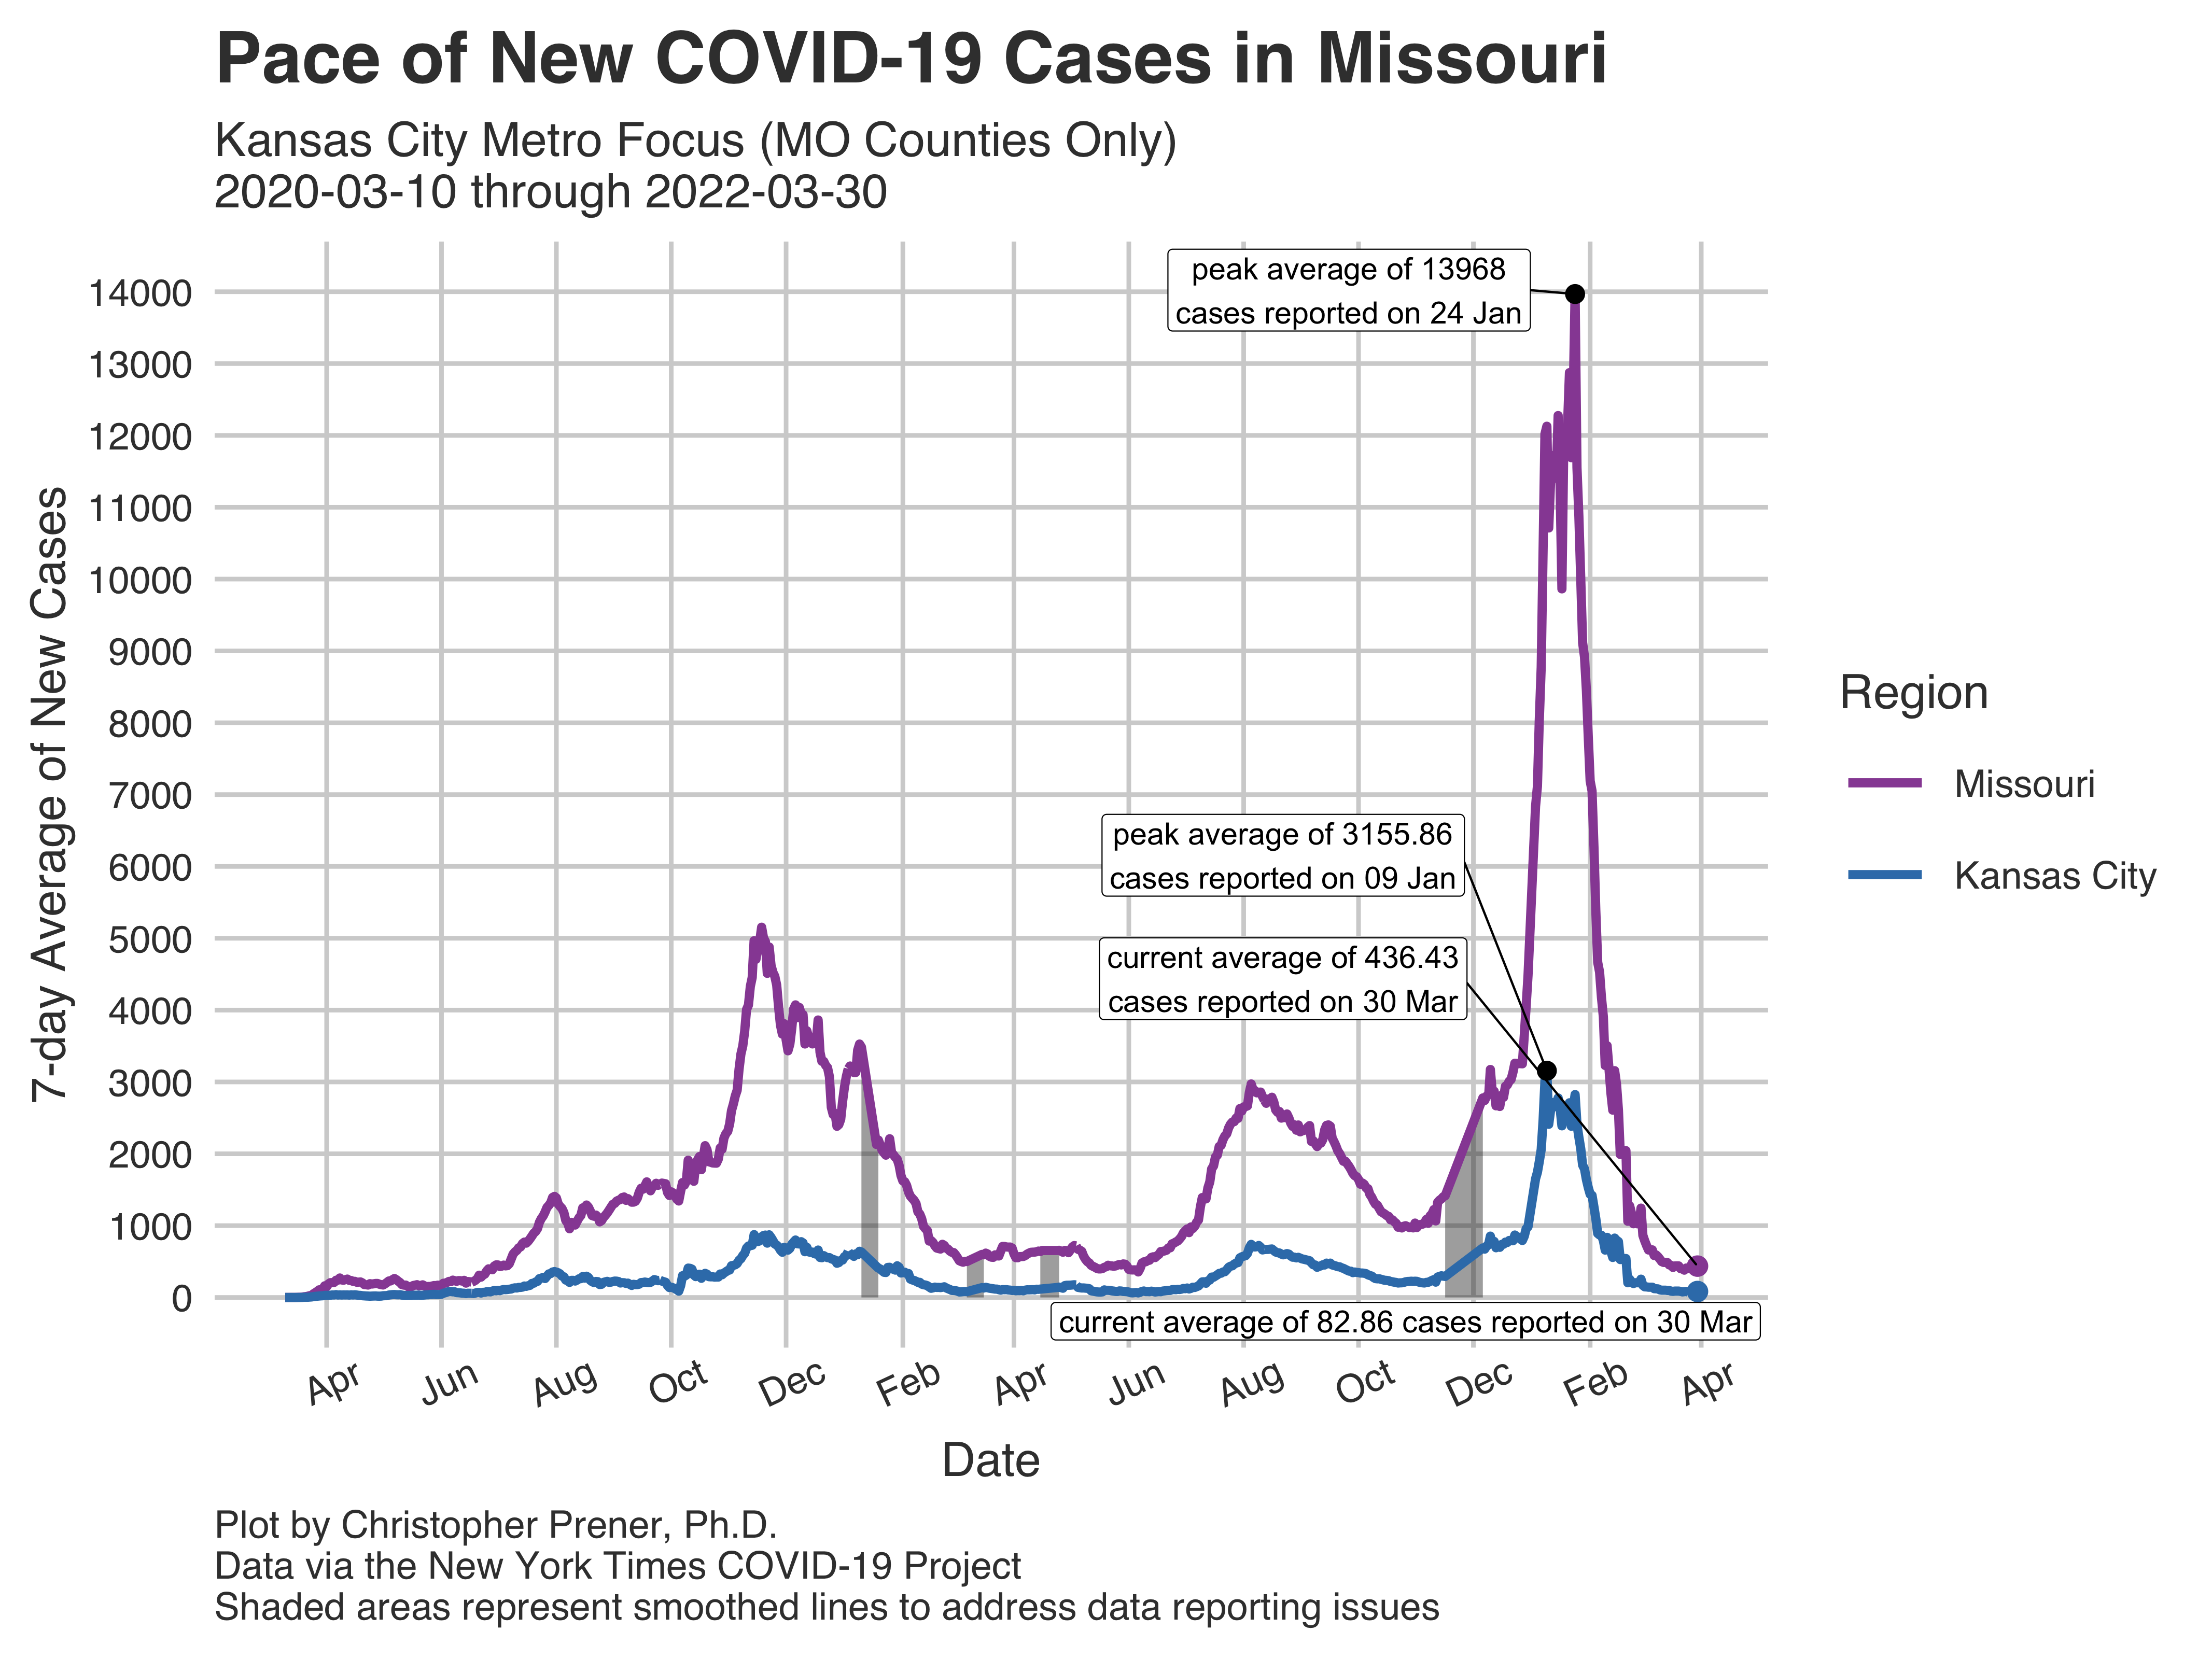 Pace of New COVID-19 Cases in Missouri
Kansas City Metro Focus (MO Counties Only)
2020-03-10 through 2022-03-30
7-day Average of New Cases
14000
13000
12000
11000
10000
9000
8000
7000
6000
5000
4000
3000
2000
1000
0
peak average of 13968
cases reported on 24 Jan
peak average of 3155.86
cases reported on 09 Jan
current average of 436.43
cases reported on 30 Mar
current average of 82.86 cases reported on 30 Mar
Region
Missouri
Kansas City
Apr Jun Aug Oct Dec Feb Apr Jun Aug Oct Dec Feb Apr
Date
Plot by Christopher Prener, Ph.D.
Data via the New York Times COVID-19 Project
Shaded areas represent smoothed lines to address data reporting issues